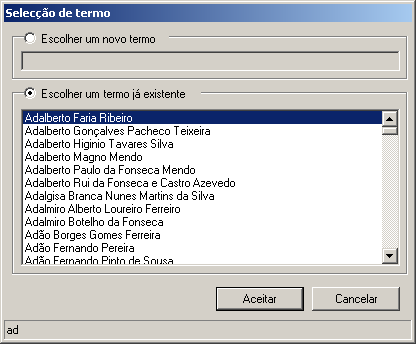 Selecção de termo
Escolher um novo termo
Escolher um termo já existente
Adalberto Faria Ribeiro
Adalberto Gonçalves Pacheco Teixeira
Adalberto Higinio Tavares Silva
Adalberto Magno Mendo
Adalberto Paulo da Fonseca Mendo
Adalberto Rui da Fonseca e Castro Azevedo
Adalgisa Branca Nunes Martins da Silva
Adalmiro Alberto Loureiro Ferreiro
Adalmiro Botelho da Fonseca
Adão Borges Gomes Ferreira
Adão Fernando Pereira
Adão Fernando Pinto de Sousa
Aceitar
Cancelar
ad